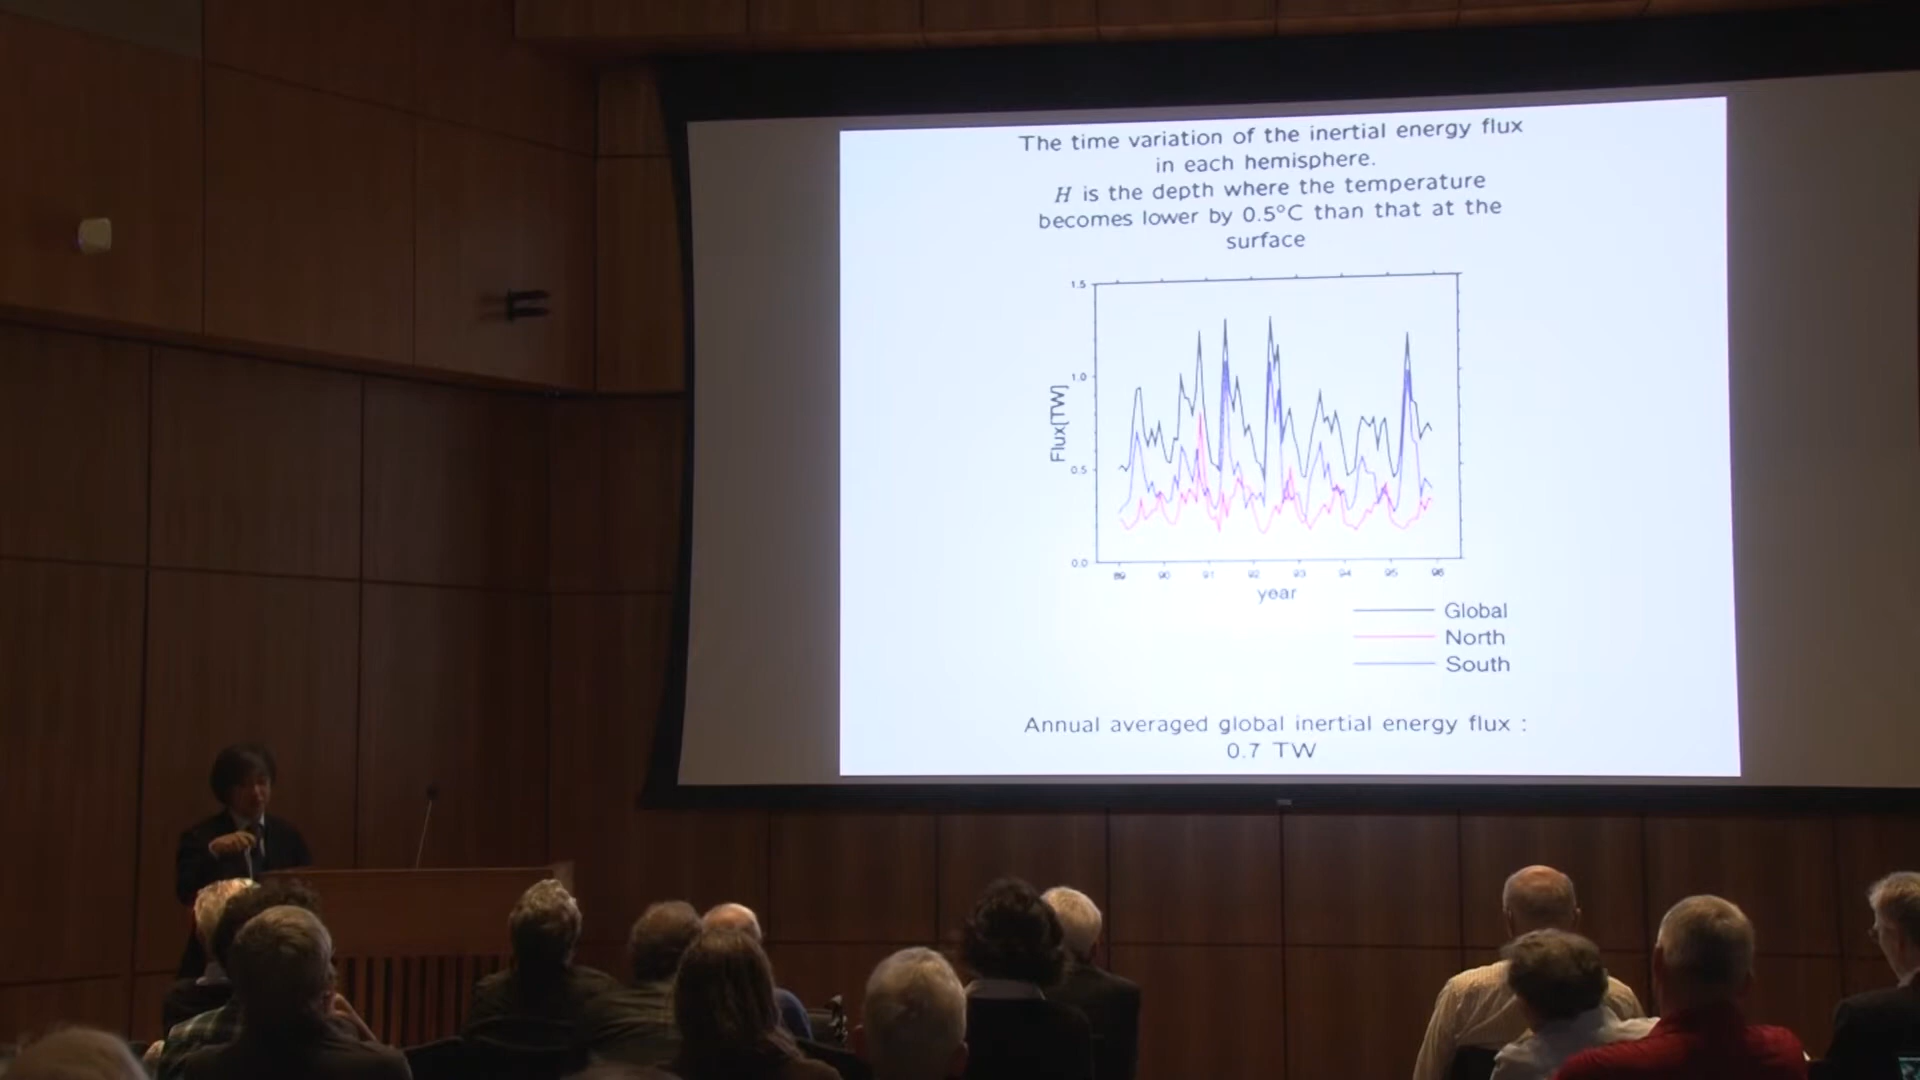 The time variation of the inertial energy flux
in each hemisphere.
H is the depth where the temperature
becomes lower by 0.5°C than that at the
surface
1.5
1.0
Flux[TW]
0.5
0.0
89 90 91 92 93 94 95 96
year
Global
North
South
Annual averaged global inertial energy flux :
0.7 TW